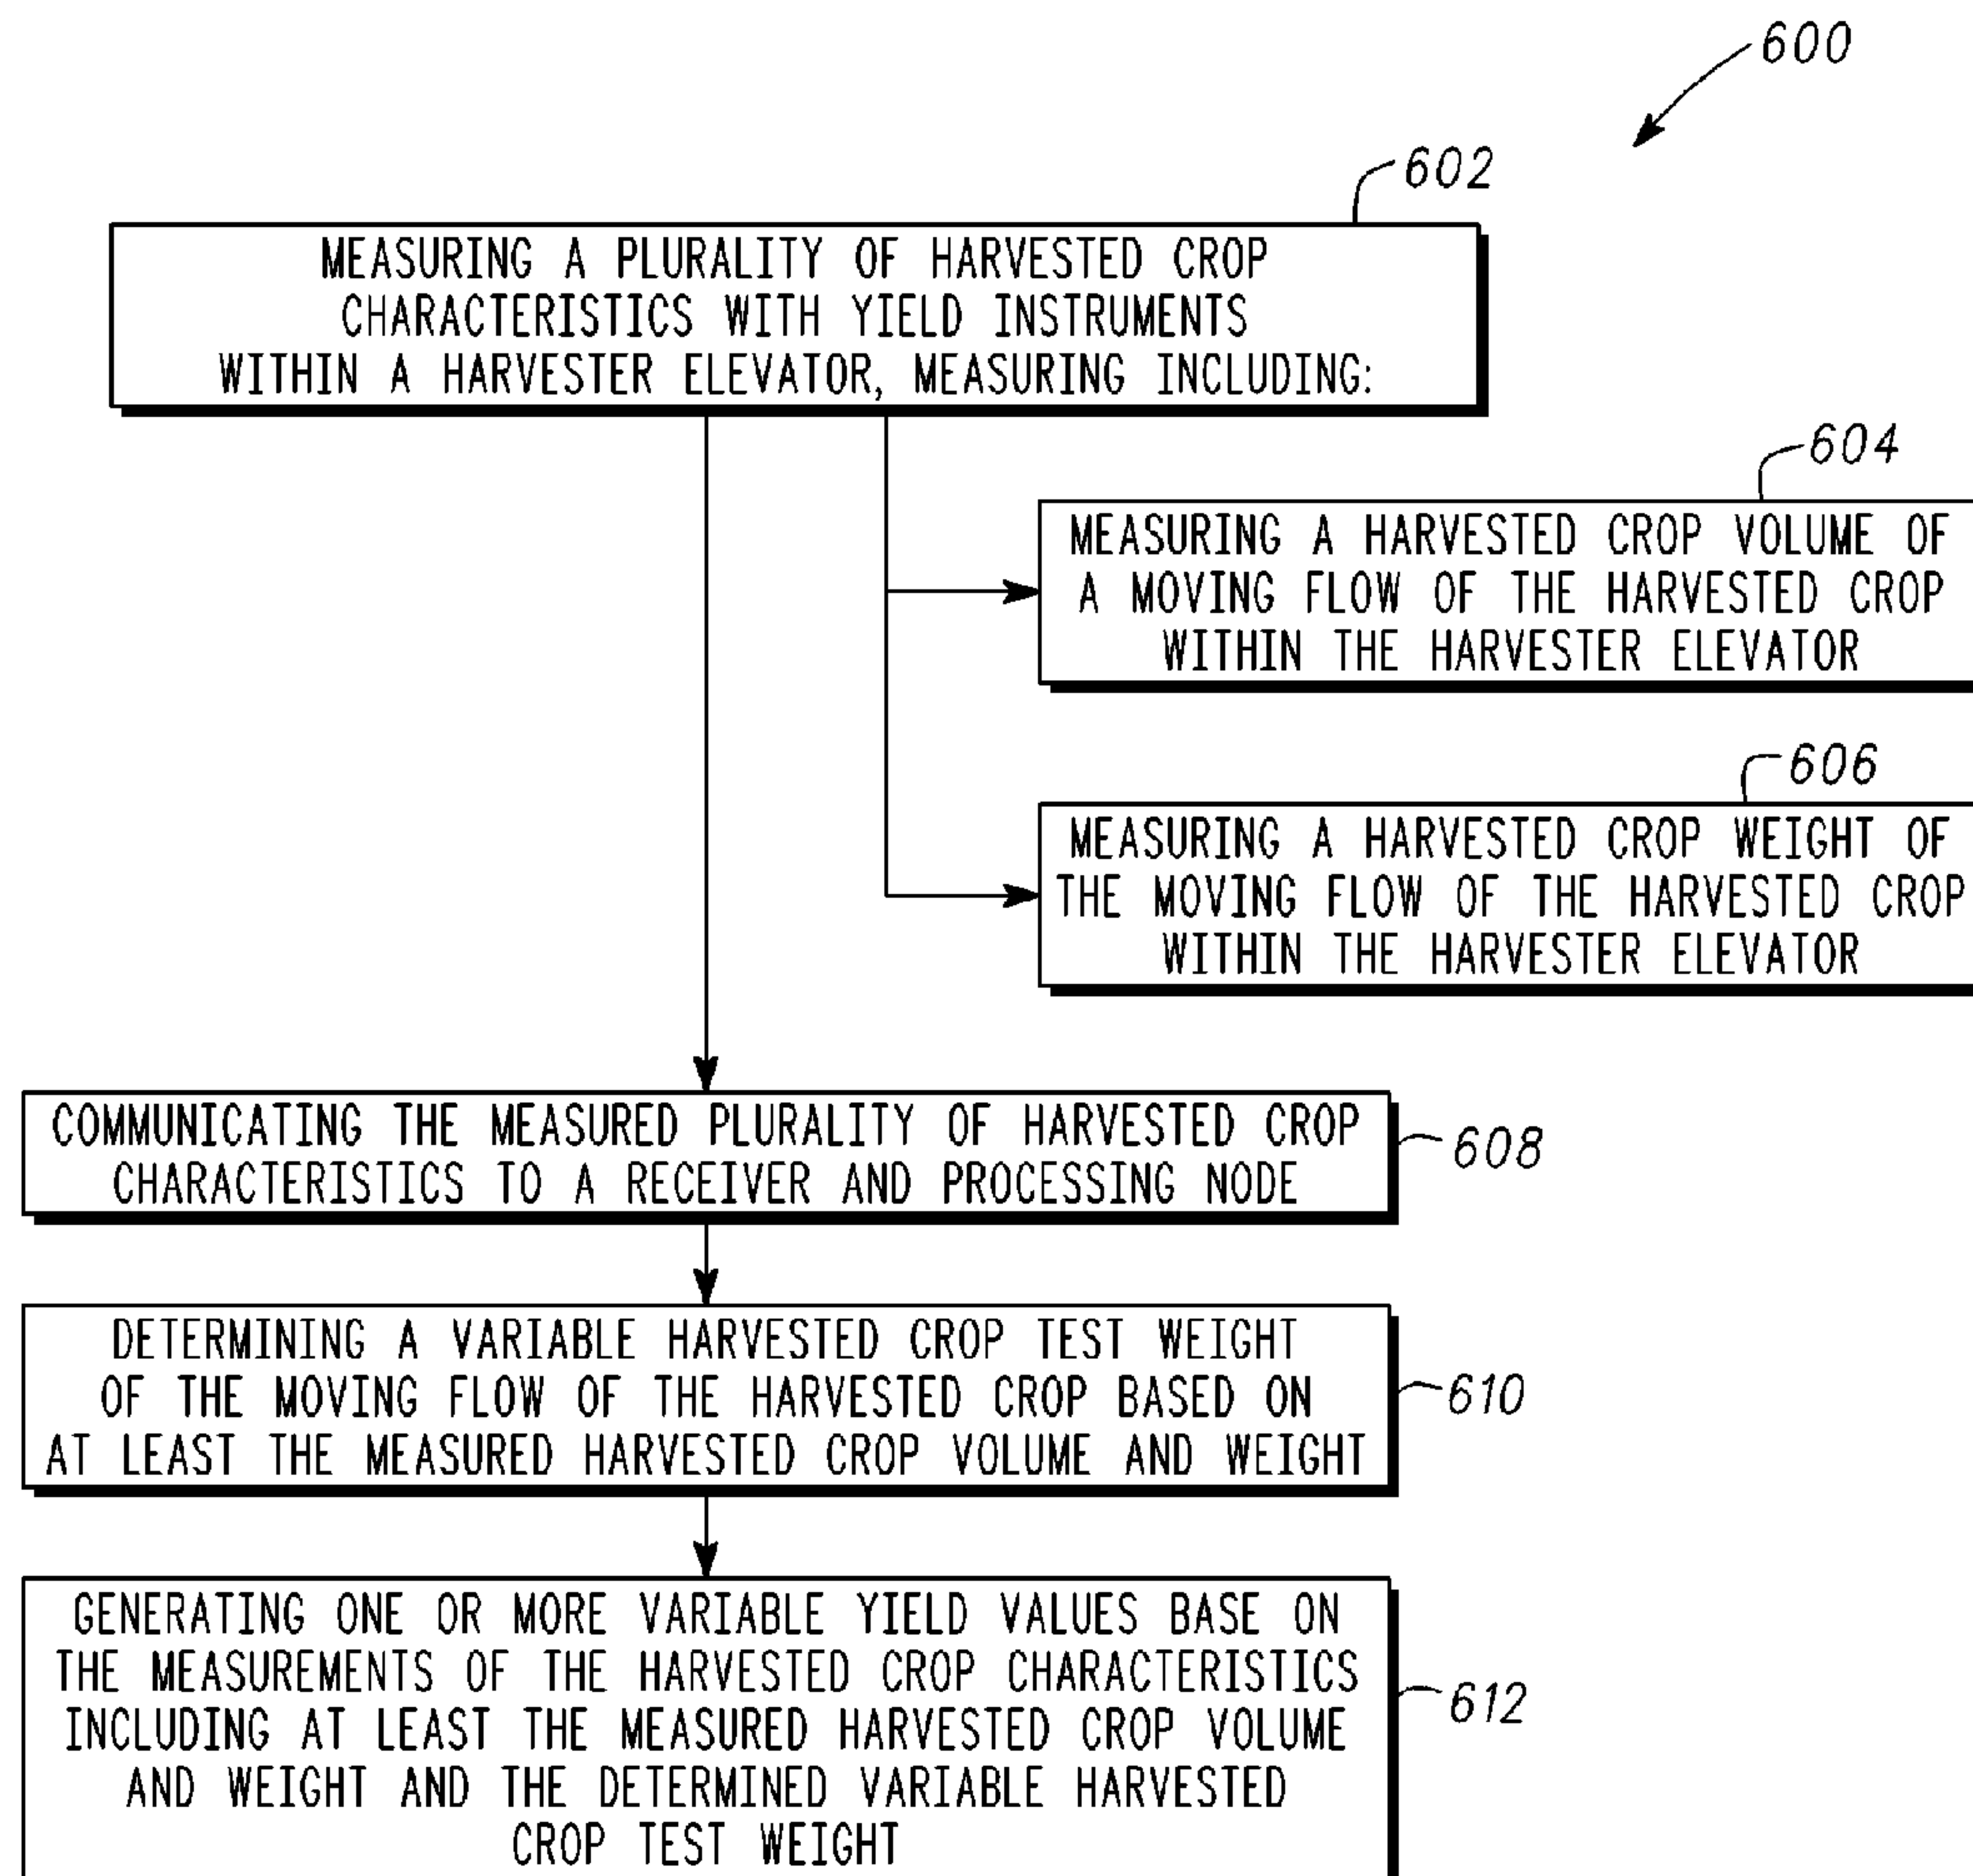 600
602
MEASURING A PLURALITY OF HARVESTED CROP
CHARACTERISTICS WITH YIELD INSTRUMENTS
WITHIN A HARVESTER ELEVATOR, MEASURING INCLUDING:
604
MEASURING A HARVESTED CROP VOLUME OF
A MOVING FLOW OF THE HARVESTED CROP
WITHIN THE HARVESTER ELEVATOR
606
MEASURING A HARVESTED CROP WEIGHT OF
THE MOVING FLOW OF THE HARVESTED CROP
WITHIN THE HARVESTER ELEVATOR
COMMUNICATING THE MEASURED PLURALITY OF HARVESTED CROP
CHARACTERISTICS TO A RECEIVER AND PROCESSING NODE
608
DETERMINING A VARIABLE HARVESTED CROP TEST WEIGHT
OF THE MOVING FLOW OF THE HARVESTED CROP BASED ON
AT LEAST THE MEASURED HARVESTED CROP VOLUME AND WEIGHT
610
GENERATING ONE OR MORE VARIABLE YIELD VALUES BASE ON
THE MEASUREMENTS OF THE HARVESTED CROP CHARACTERISTICS
INCLUDING AT LEAST THE MEASURED HARVESTED CROP VOLUME
AND WEIGHT AND THE DETERMINED VARIABLE HARVESTED
CROP TEST WEIGHT
612